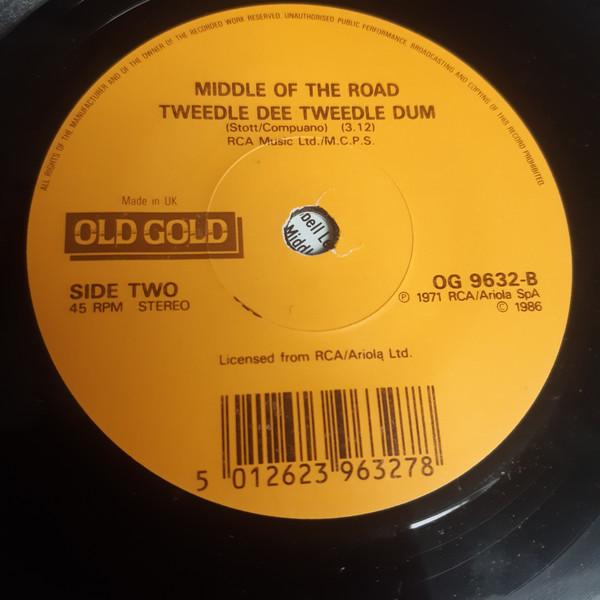 ALL RIGHTS OF THE MANUFACTURER AND OF THE OWNER OF THE RECORDED WORK RESERVED. UNAUTHORISED PUBLIC PERFORMANCE BROADCASTING AND COPYING OF THIS RECORD PROHIBITED.
MIDDLE OF THE ROAD
TWEEDLE DEE TWEEDLE DUM
(Stott/Compuano) (3.12)
RCA Music Ltd./M.C.P.S.
Made in UK
OLD GOLD
SIDE TWO
45 RPM STEREO
Middl
OG 9632-B
℗ 1971 RCA/Ariola SpA
© 1986
Licensed from RCA/Ariola Ltd.
5 012623 963278